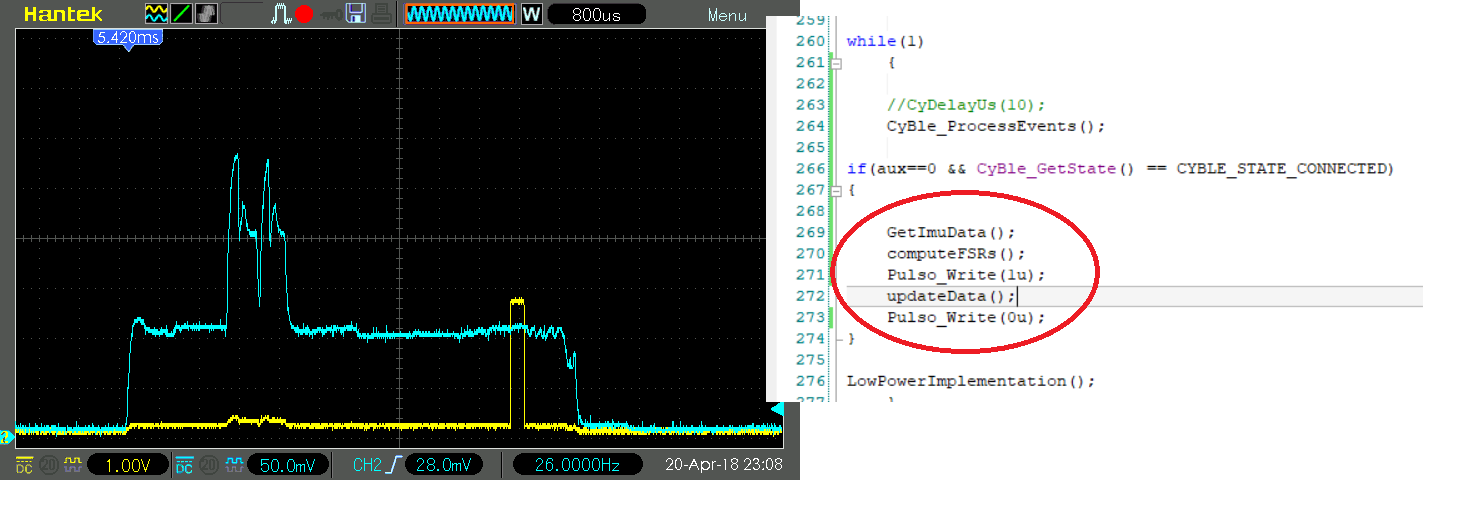 Hantek W 800us Menu
5.420ms
DC 20 1.00V DC 20 50.0mV CH2 28.0mV 26.0000Hz 20-Apr-18 23:08
259
260 while(1)
261 {
262
263 //CyDelayUs(10);
264 CyBle_ProcessEvents();
265
266 if(aux==0 && CyBle_GetState() == CYBLE_STATE_CONNECTED)
267 {
268
269 GetImuData();
270 computeFSRs();
271 Pulso_Write(1u);
272 updateData();
273 Pulso_Write(0u);
274 }
275
276 LowPowerImplementation();
277 }